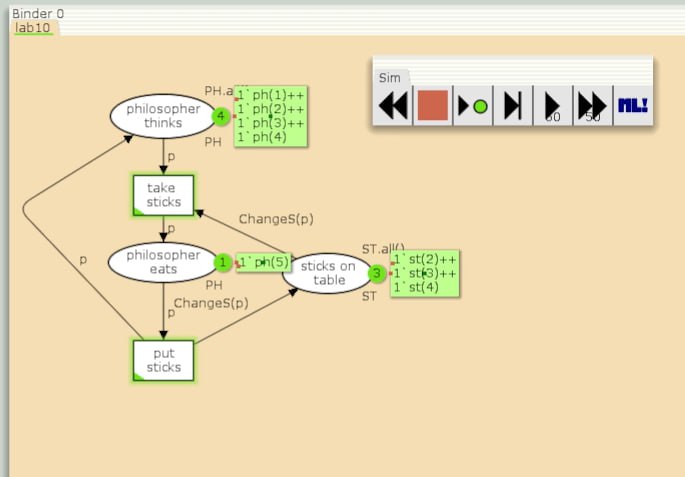 Binder 0
lab10
Sim
60
50
ML!
PH.a
1`ph(1)++
1`ph(2)++
1`ph(3)++
1`ph(4)
philosopher
thinks
4
PH
p
take
sticks
ChangeS(p)
p
philosopher
eats
1
1`ph(5)
PH
ST.all()
sticks on
table
3
1`st(2)++
1`st(3)++
1`st(4)
ST
p
ChangeS(p)
p
put
sticks